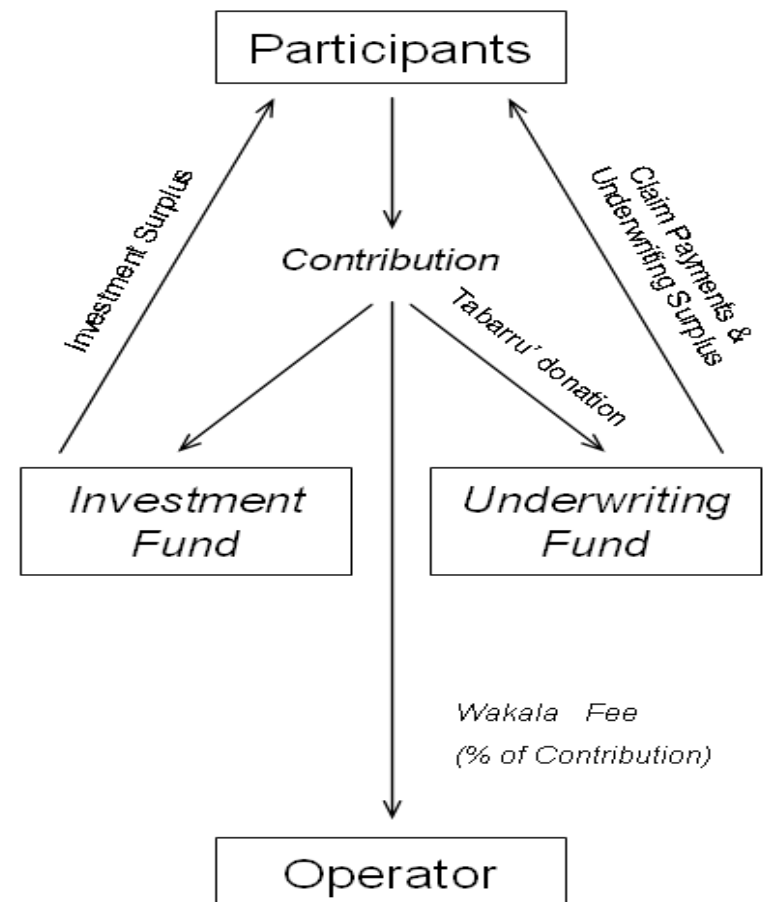 Participants
Investment Surplus
Contribution
Claim Payments &
Underwriting Surplus
Tabarru' donation
Investment
Fund
Underwriting
Fund
Wakala Fee
(% of Contribution)
Operator